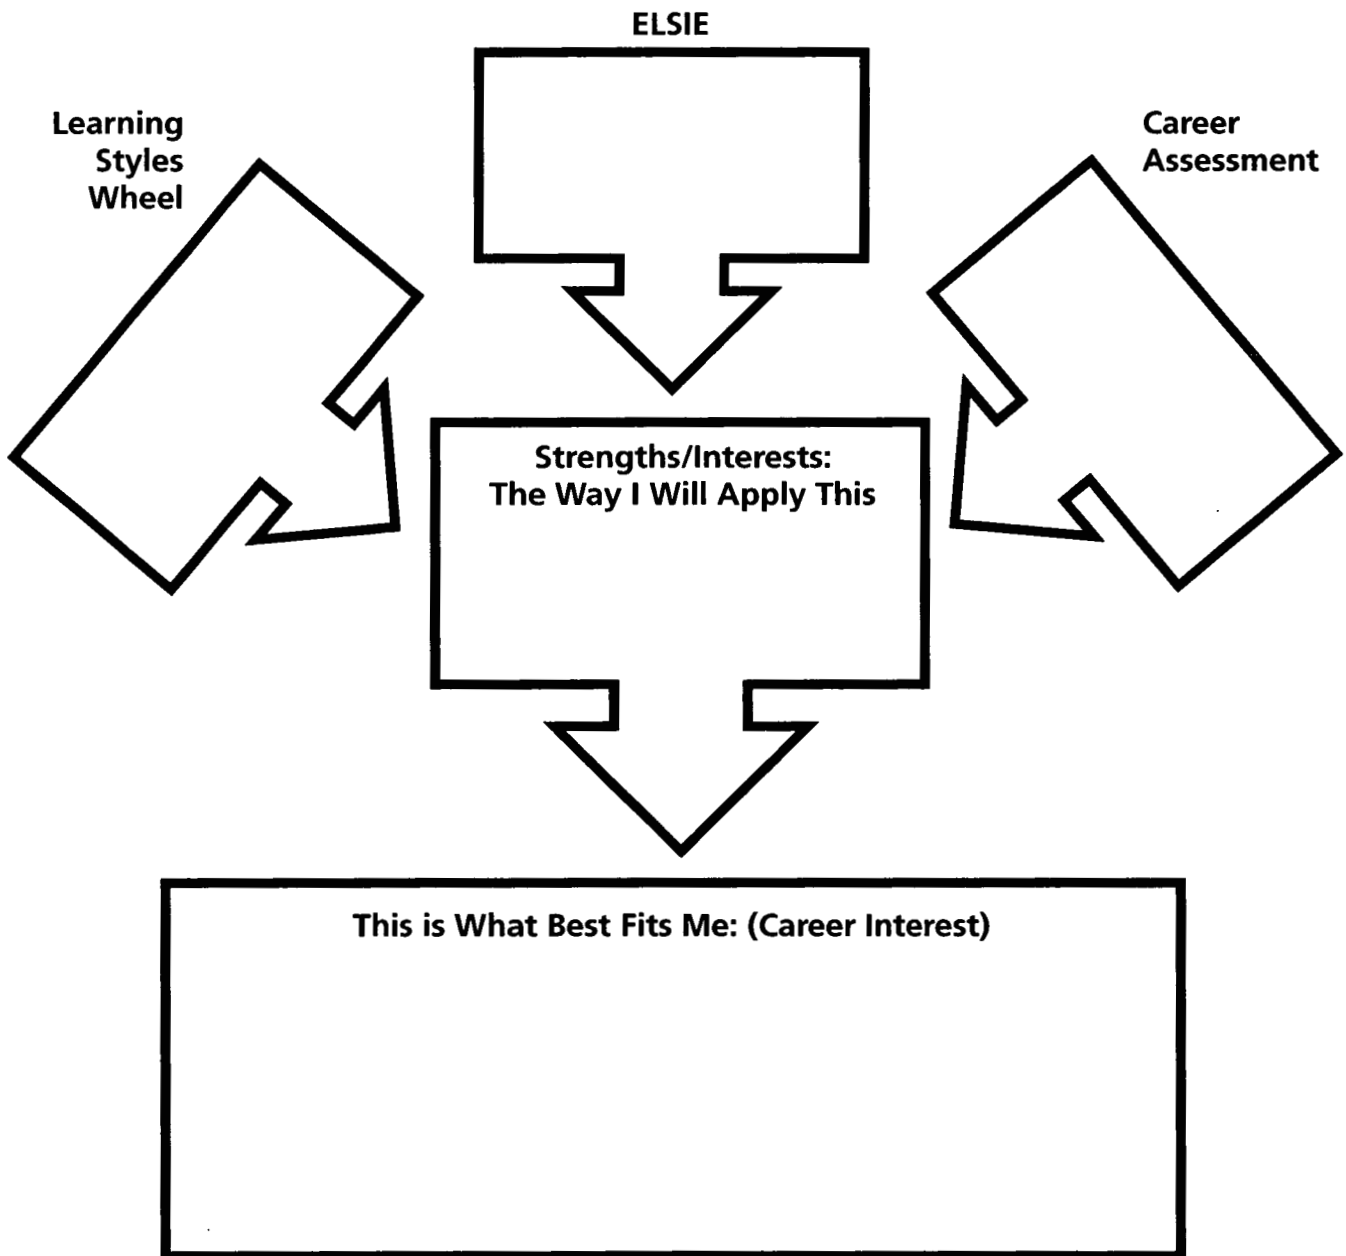 ELSIE
Learning
Styles
Wheel
Career
Assessment
Strengths/Interests:
The Way I Will Apply This
This is What Best Fits Me: (Career Interest)